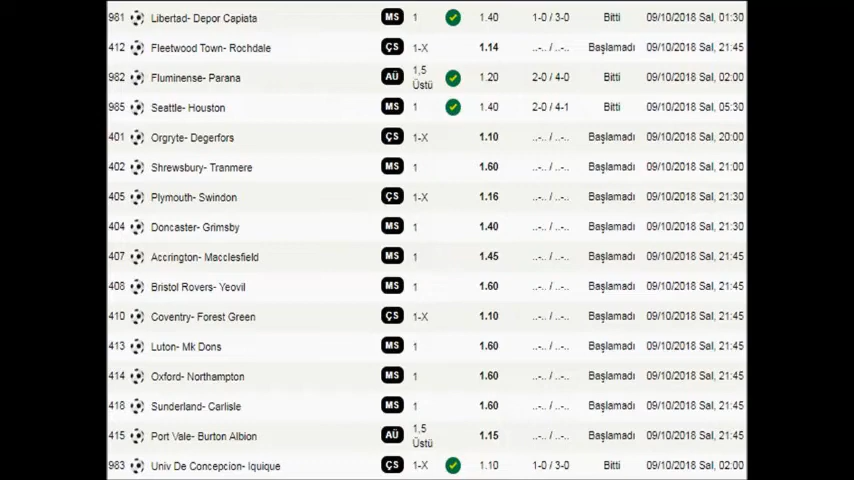 981 Libertad- Depor Capiata MS 1 1.40 1-0 / 3-0 Bitti 09/10/2018 Sal, 01:30
412 Fleetwood Town- Rochdale ÇS 1-X 1.14 ..-.. / ..-.. Başlamadı 09/10/2018 Sal, 21:45
982 Fluminense- Parana AÜ 1,5 Üstü 1.20 2-0 / 4-0 Bitti 09/10/2018 Sal, 02:00
985 Seattle- Houston MS 1 1.40 2-0 / 4-1 Bitti 09/10/2018 Sal, 05:30
401 Orgryte- Degerfors ÇS 1-X 1.10 ..-.. / ..-.. Başlamadı 09/10/2018 Sal, 20:00
402 Shrewsbury- Tranmere MS 1 1.60 ..-.. / ..-.. Başlamadı 09/10/2018 Sal, 21:00
405 Plymouth- Swindon ÇS 1-X 1.16 ..-.. / ..-.. Başlamadı 09/10/2018 Sal, 21:30
404 Doncaster- Grimsby MS 1 1.40 ..-.. / ..-.. Başlamadı 09/10/2018 Sal, 21:30
407 Accrington- Macclesfield MS 1 1.45 ..-.. / ..-.. Başlamadı 09/10/2018 Sal, 21:45
408 Bristol Rovers- Yeovil MS 1 1.60 ..-.. / ..-.. Başlamadı 09/10/2018 Sal, 21:45
410 Coventry- Forest Green ÇS 1-X 1.10 ..-.. / ..-.. Başlamadı 09/10/2018 Sal, 21:45
413 Luton- Mk Dons MS 1 1.60 ..-.. / ..-.. Başlamadı 09/10/2018 Sal, 21:45
414 Oxford- Northampton MS 1 1.60 ..-.. / ..-.. Başlamadı 09/10/2018 Sal, 21:45
418 Sunderland- Carlisle MS 1 1.60 ..-.. / ..-.. Başlamadı 09/10/2018 Sal, 21:45
415 Port Vale- Burton Albion AÜ 1,5 Üstü 1.15 ..-.. / ..-.. Başlamadı 09/10/2018 Sal, 21:45
983 Univ De Concepcion- Iquique ÇS 1-X 1.10 1-0 / 3-0 Bitti 09/10/2018 Sal, 02:00